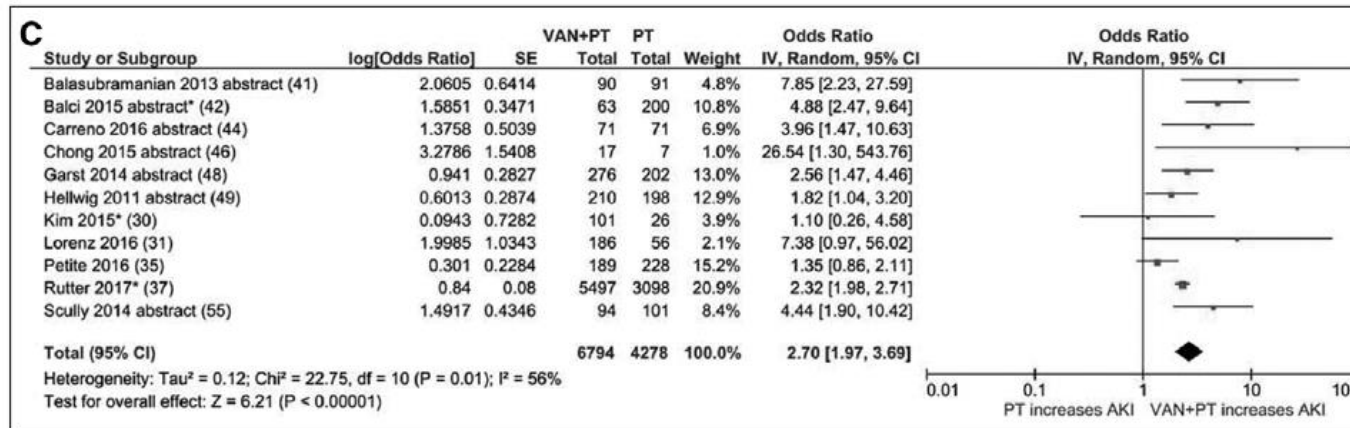 C
VAN+PT PT Odds Ratio Odds Ratio
Study or Subgroup log[Odds Ratio] SE Total Total Weight IV, Random, 95% CI IV, Random, 95% CI
Balasubramanian 2013 abstract (41) 2.0605 0.6414 90 91 4.8% 7.85 [2.23, 27.59]
Balci 2015 abstract* (42) 1.5851 0.3471 63 200 10.8% 4.88 [2.47, 9.64]
Carreno 2016 abstract (44) 1.3758 0.5039 71 71 6.9% 3.96 [1.47, 10.63]
Chong 2015 abstract (46) 3.2786 1.5408 17 7 1.0% 26.54 [1.30, 543.76]
Garst 2014 abstract (48) 0.941 0.2827 276 202 13.0% 2.56 [1.47, 4.46]
Hellwig 2011 abstract (49) 0.6013 0.2874 210 198 12.9% 1.82 [1.04, 3.20]
Kim 2015* (30) 0.0943 0.7282 101 26 3.9% 1.10 [0.26, 4.58]
Lorenz 2016 (31) 1.9985 1.0343 186 56 2.1% 7.38 [0.97, 56.02]
Petite 2016 (35) 0.301 0.2284 189 228 15.2% 1.35 [0.86, 2.11]
Rutter 2017* (37) 0.84 0.08 5497 3098 20.9% 2.32 [1.98, 2.71]
Scully 2014 abstract (55) 1.4917 0.4346 94 101 8.4% 4.44 [1.90, 10.42]
Total (95% CI) 6794 4278 100.0% 2.70 [1.97, 3.69]
Heterogeneity: Tau² = 0.12; Chi² = 22.75, df = 10 (P = 0.01); I² = 56%
Test for overall effect: Z = 6.21 (P < 0.00001)
0.01 0.1 1 10
PT increases AKI VAN+PT increases AKI